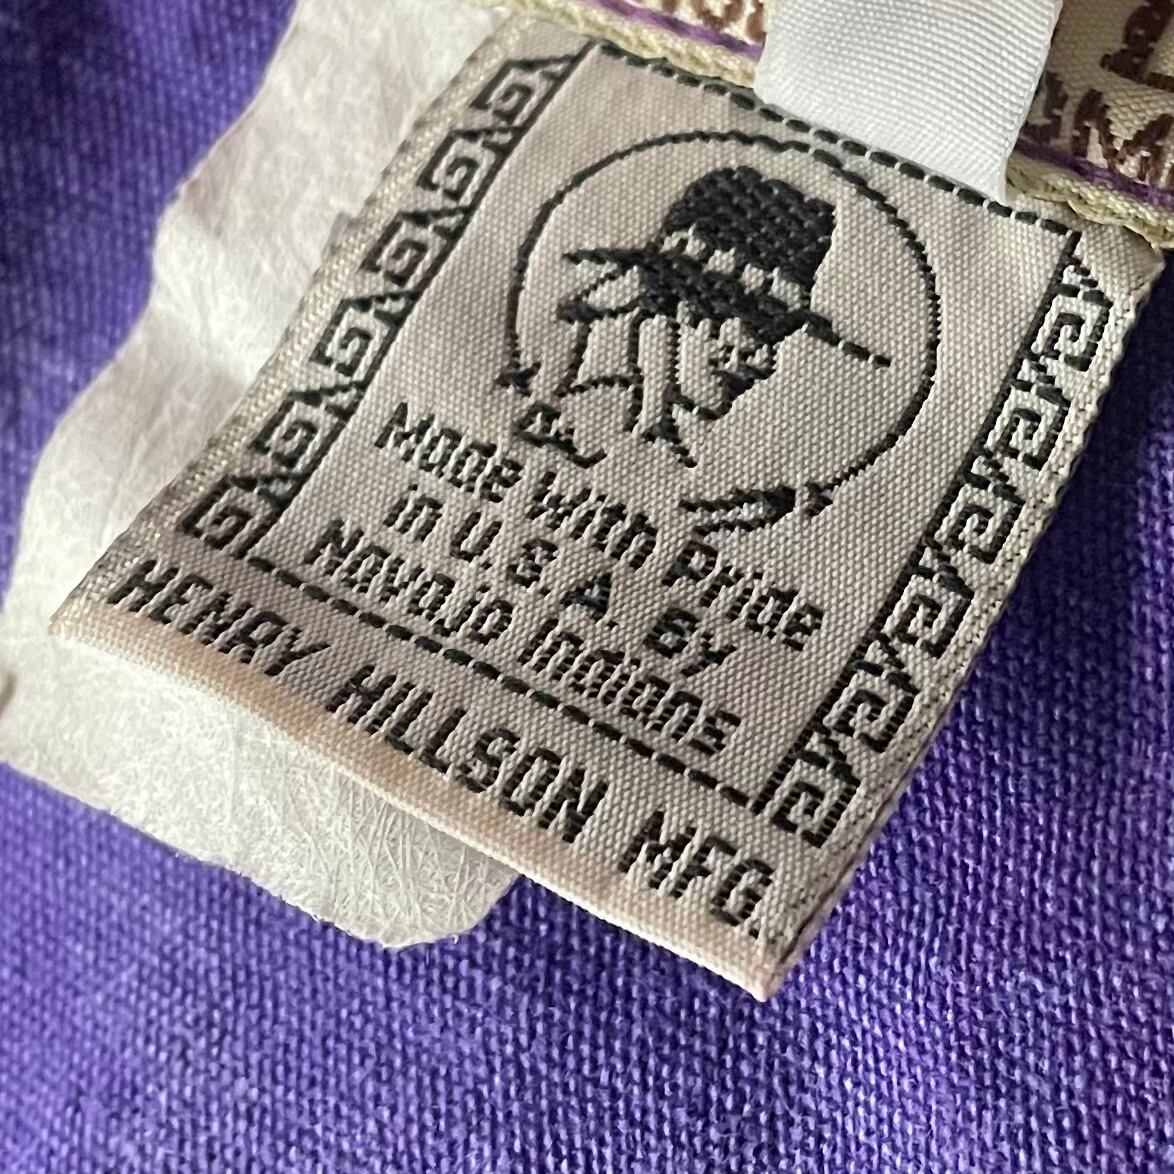 Made With Pride
in U.S.A. By
Navajo Indians
HENRY HILLSON MFG.